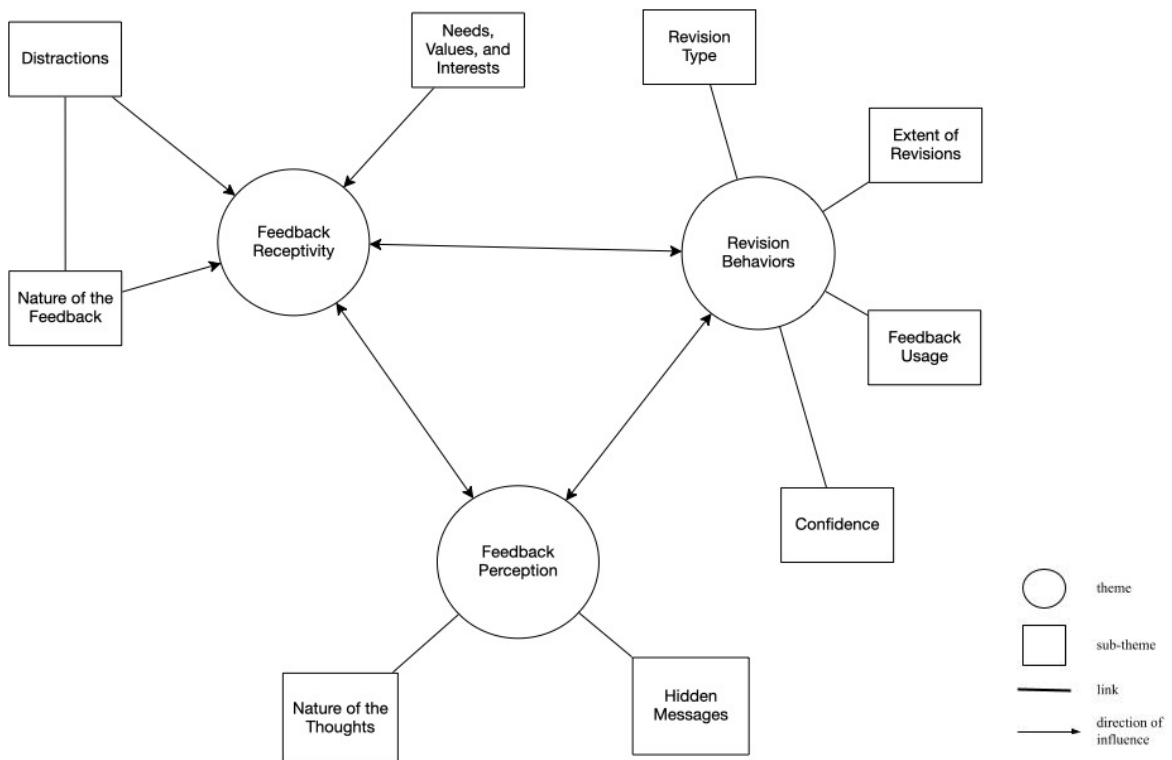 Distractions
Needs,
Values, and
Interests
Revision
Type
Extent of
Revisions
Feedback
Receptivity
Revision
Behaviors
Nature of the
Feedback
Feedback
Usage
Confidence
Feedback
Perception
Nature of the
Thoughts
Hidden
Messages
theme
sub-theme
link
direction of
influence